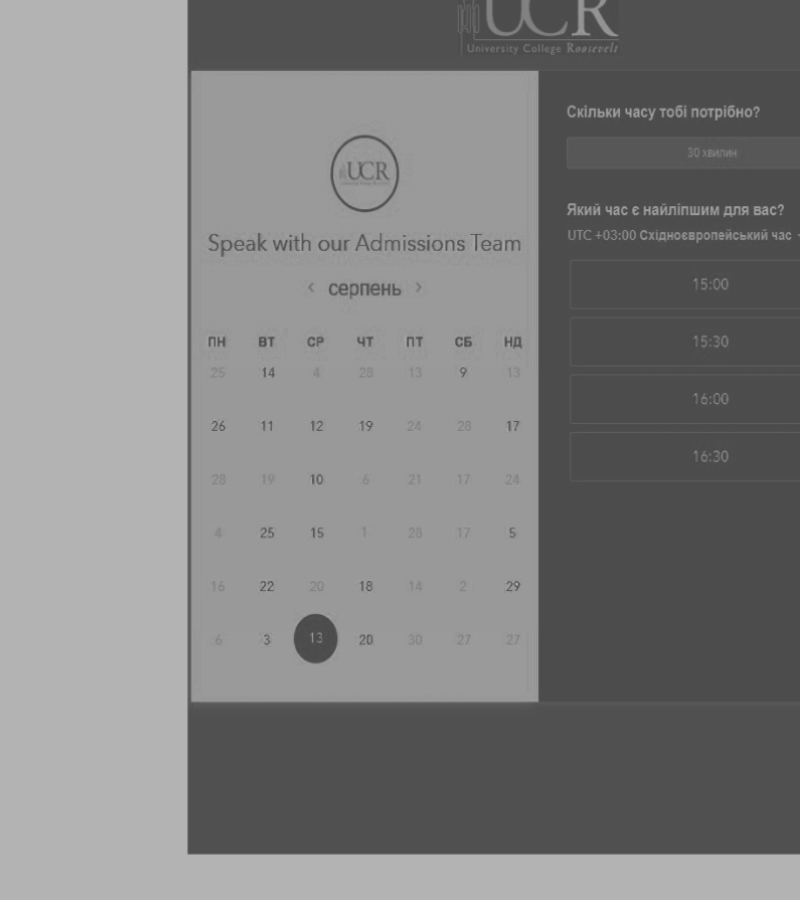 UCR
University College Roosevelt
UCR
Speak with our Admissions Team
‹ серпень ›
ПН ВТ СР ЧТ ПТ СБ НД
25 14 4 28 13 9 13
26 11 12 19 24 28 17
28 19 10 6 21 17 24
4 25 15 1 28 17 5
16 22 20 18 14 2 29
6 3 13 20 30 27 27
Скільки часу тобі потрібно?
30 хвилин
Який час є найліпшим для вас?
UTC +03:00 Східноєвропейський час
15:00
15:30
16:00
16:30